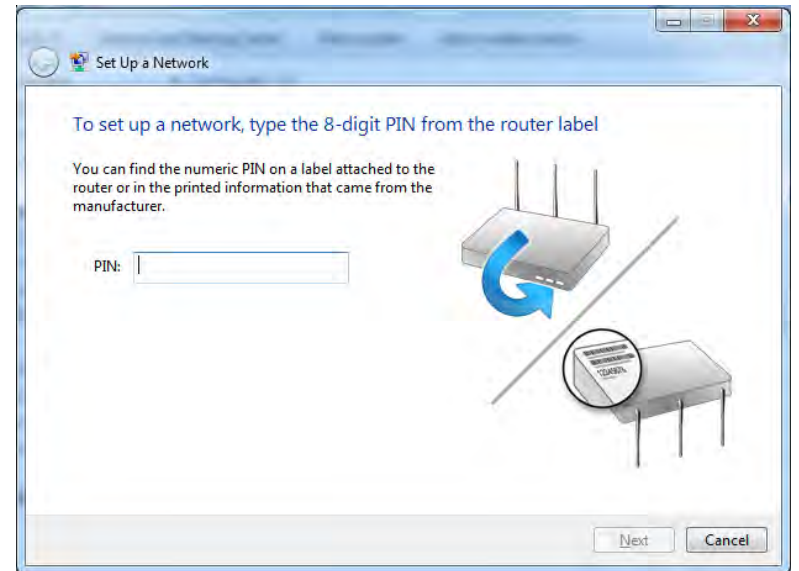 Set Up a Network
To set up a network, type the 8-digit PIN from the router label
You can find the numeric PIN on a label attached to the
router or in the printed information that came from the
manufacturer.
PIN:
12345678
Next
Cancel